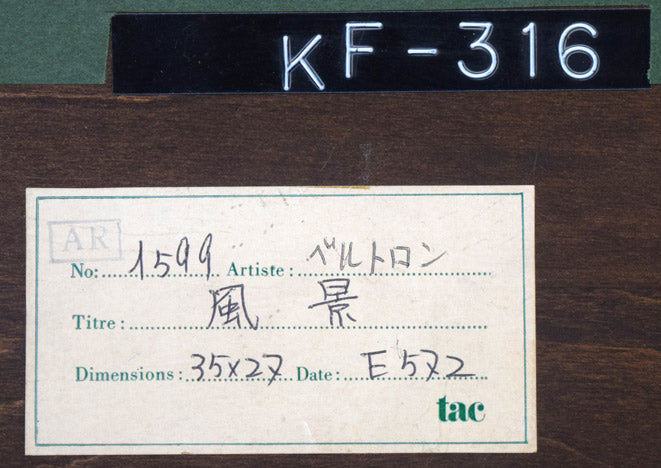 KF-316
AR
No: 1599 Artiste: ベルトロン
Titre: 風景
Dimensions: 35x27 Date: E572
tac